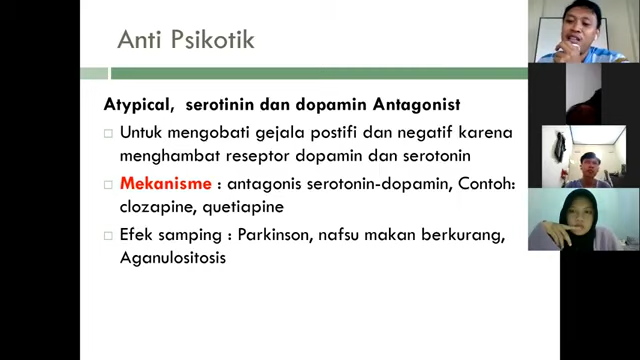 Anti Psikotik
Atypical, serotinin dan dopamin Antagonist
Untuk mengobati gejala postifi dan negatif karena
menghambat reseptor dopamin dan serotonin
Mekanisme : antagonis serotonin-dopamin, Contoh:
clozapine, quetiapine
Efek samping : Parkinson, nafsu makan berkurang,
Aganulositosis